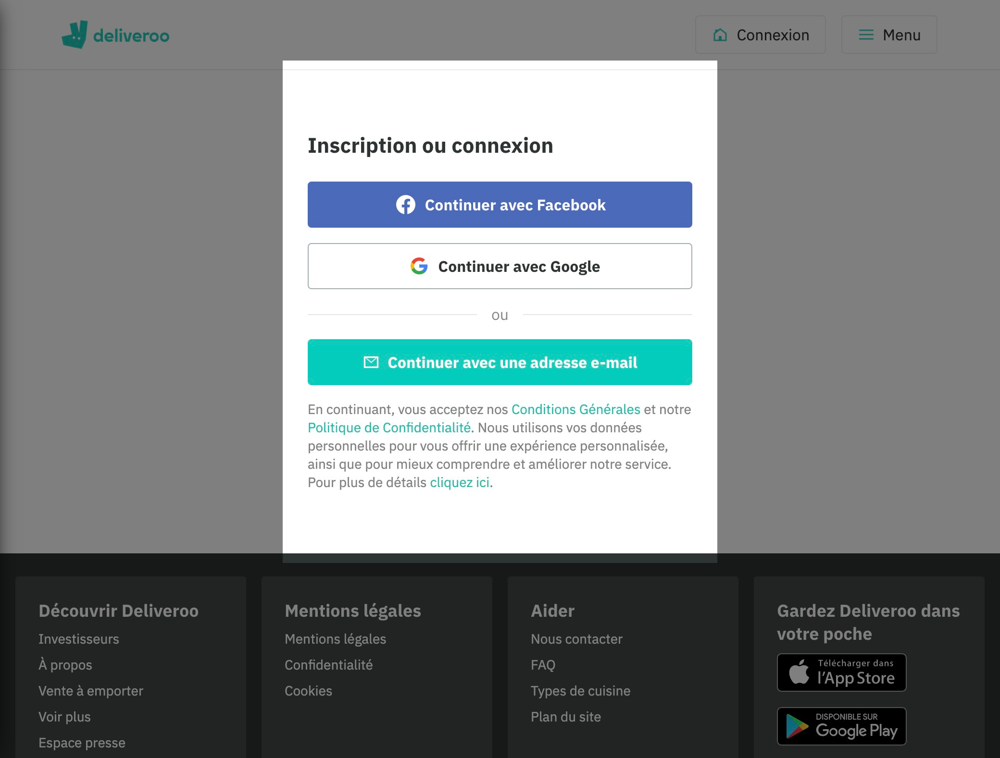 deliveroo
Connexion
Menu
Inscription ou connexion
Continuer avec Facebook
Continuer avec Google
ou
Continuer avec une adresse e-mail
En continuant, vous acceptez nos Conditions Générales et notre
Politique de Confidentialité. Nous utilisons vos données
personnelles pour vous offrir une expérience personnalisée,
ainsi que pour mieux comprendre et améliorer notre service.
Pour plus de détails cliquez ici.
Découvrir Deliveroo
Investisseurs
À propos
Vente à emporter
Voir plus
Espace presse
Mentions légales
Mentions légales
Confidentialité
Cookies
Aider
Nous contacter
FAQ
Types de cuisine
Plan du site
Gardez Deliveroo dans
votre poche
Télécharger dans
l'App Store
DISPONIBLE SUR
Google Play